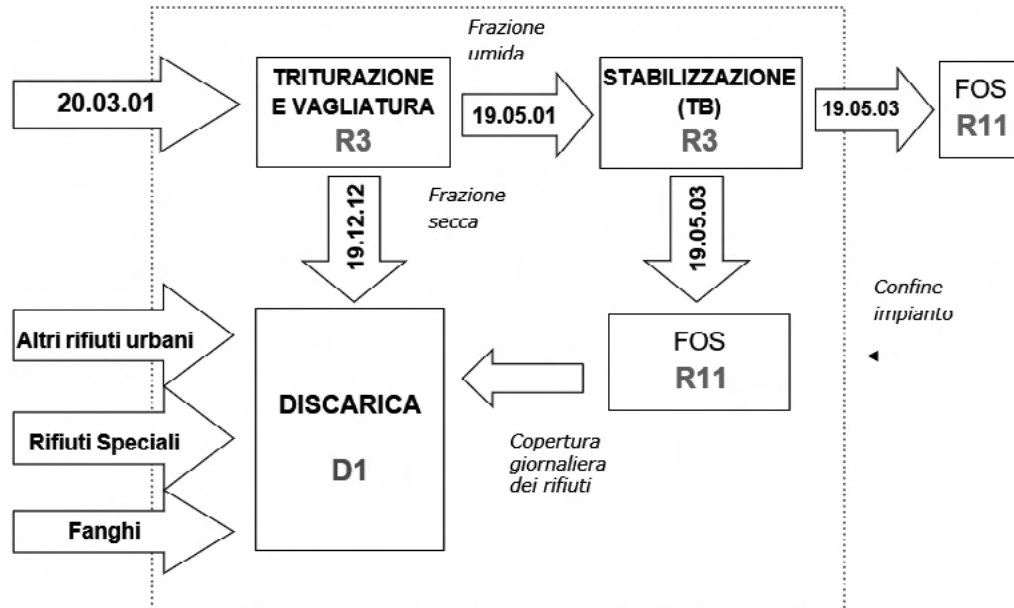 Frazione
umida
20.03.01
TRITURAZIONE
E VAGLIATURA
R3
19.05.01
STABILIZZAZIONE
(TB)
R3
19.05.03
FOS
R11
19.12.12
Frazione
secca
19.05.03
Confine
impianto
Altri rifiuti urbani
Rifiuti Speciali
Fanghi
DISCARICA
D1
FOS
R11
Copertura
giornaliera
dei rifiuti